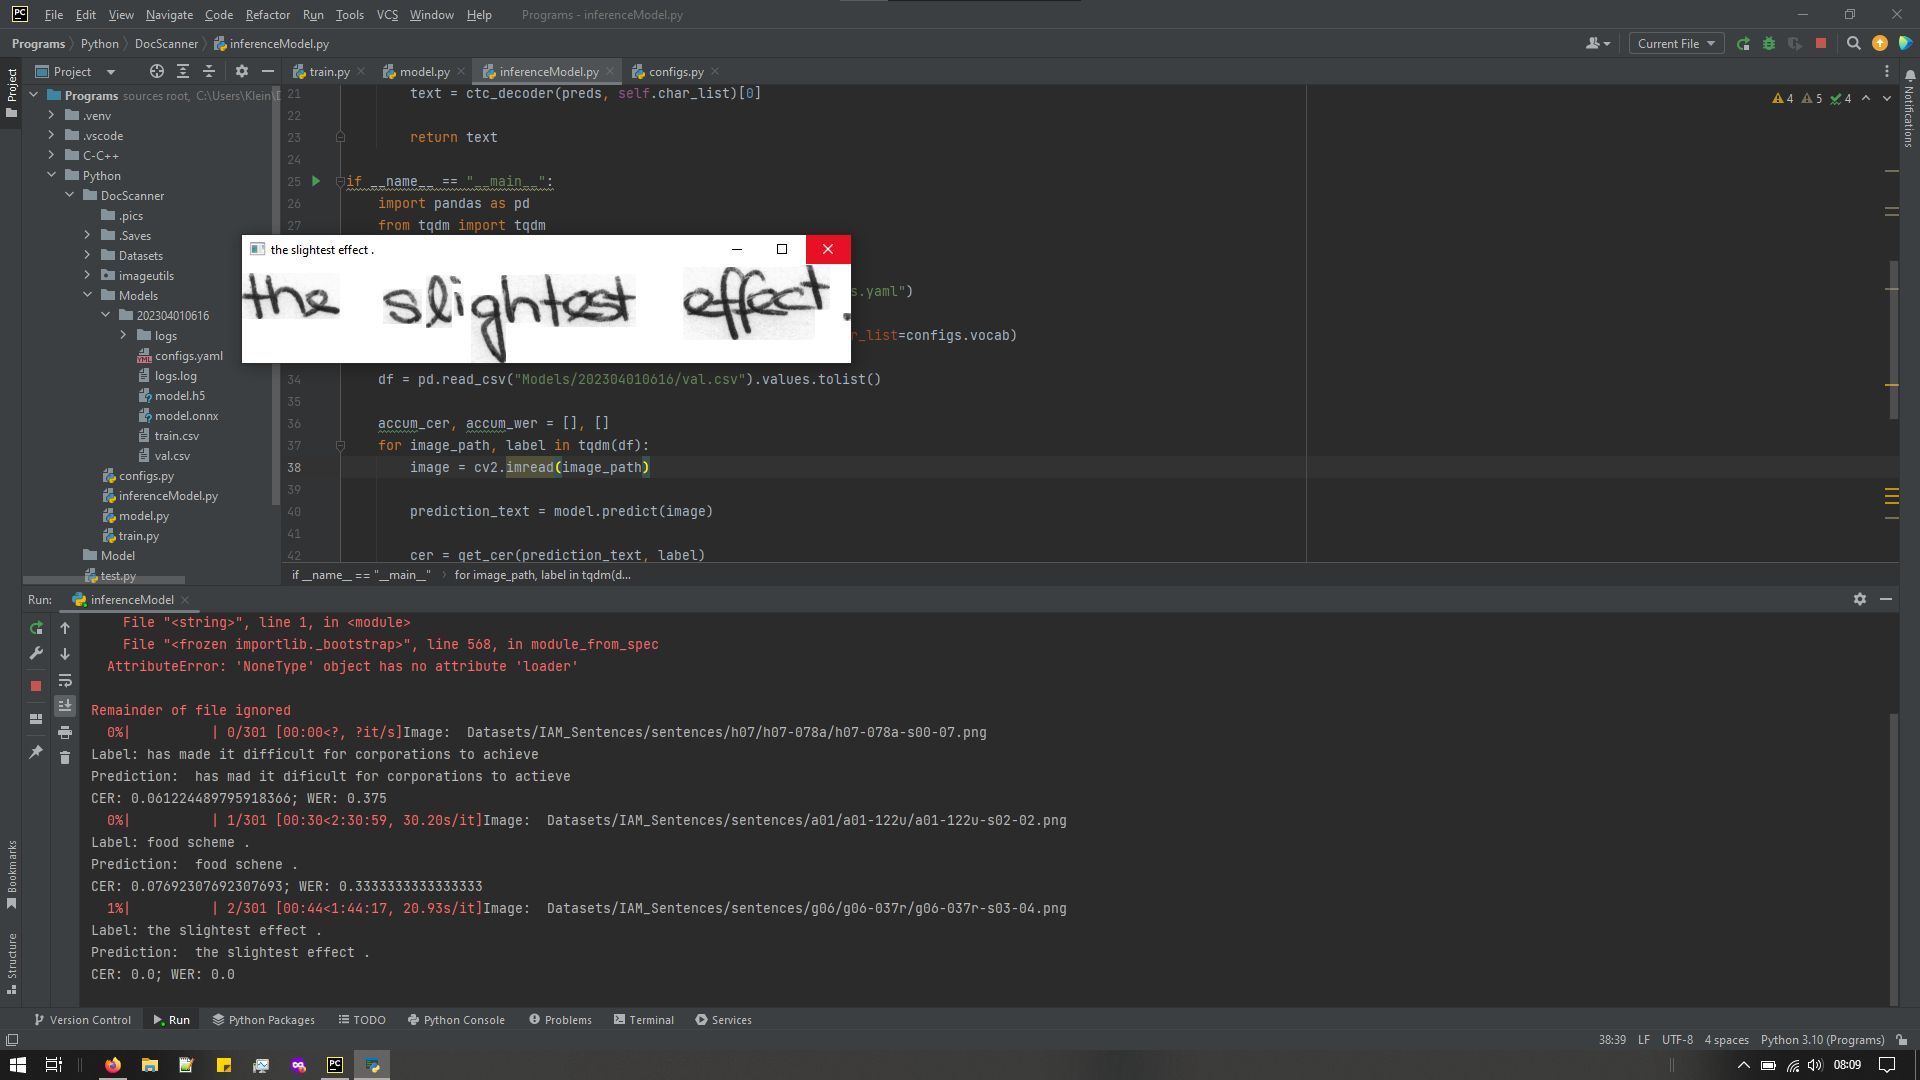 PC File Edit View Navigate Code Refactor Run Tools VCS Window Help Programs - inferenceModel.py
Programs Python DocScanner inferenceModel.py Current File
Project train.py model.py inferenceModel.py configs.py
Project
Notifications
Programs sources root, C:\Users\Klein\D
.venv
.vscode
C-C++
Python
DocScanner
.pics
.Saves
Datasets
imageutils
Models
202304010616
logs
configs.yaml
logs.log
model.h5
model.onnx
train.csv
val.csv
configs.py
inferenceModel.py
model.py
train.py
Model
test.py
4 5 4
21 text = ctc_decoder(preds, self.char_list)[0]
22
23 return text
24
25 if __name__ == "__main__":
26 import pandas as pd
27 from tqdm import tqdm
the slightest effect .
the slightest effect .
s.yaml")
r_list=configs.vocab)
34 df = pd.read_csv("Models/202304010616/val.csv").values.tolist()
35
36 accum_cer, accum_wer = [], []
37 for image_path, label in tqdm(df):
38 image = cv2.imread(image_path)
39
40 prediction_text = model.predict(image)
41
42 cer = get_cer(prediction_text, label)
if __name__ == "__main__" for image_path, label in tqdm(d...
Run: inferenceModel
File "<string>", line 1, in <module>
File "<frozen importlib._bootstrap>", line 568, in module_from_spec
AttributeError: 'NoneType' object has no attribute 'loader'
Remainder of file ignored
0%| | 0/301 [00:00<?, ?it/s]Image: Datasets/IAM_Sentences/sentences/h07/h07-078a/h07-078a-s00-07.png
Label: has made it difficult for corporations to achieve
Prediction: has mad it dificult for corporations to actieve
CER: 0.061224489795918366; WER: 0.375
0%| | 1/301 [00:30<2:30:59, 30.20s/it]Image: Datasets/IAM_Sentences/sentences/a01/a01-122u/a01-122u-s02-02.png
Label: food scheme .
Prediction: food schene .
CER: 0.07692307692307693; WER: 0.3333333333333333
1%| | 2/301 [00:44<1:44:17, 20.93s/it]Image: Datasets/IAM_Sentences/sentences/g06/g06-037r/g06-037r-s03-04.png
Label: the slightest effect .
Prediction: the slightest effect .
CER: 0.0; WER: 0.0
Bookmarks
Structure
Version Control Run Python Packages TODO Python Console Problems Terminal Services
38:39 LF UTF-8 4 spaces Python 3.10 (Programs)
PC 08:09